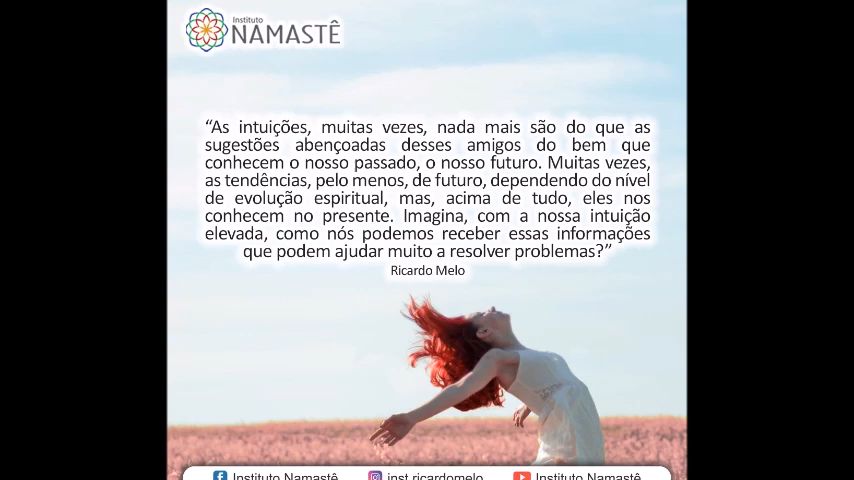 Instituto
NAMASTÊ
“As intuições, muitas vezes, nada mais são do que as
sugestões abençoadas desses amigos do bem que
conhecem o nosso passado, o nosso futuro. Muitas vezes,
as tendências, pelo menos, de futuro, dependendo do nível
de evolução espiritual, mas, acima de tudo, eles nos
conhecem no presente. Imagina, com a nossa intuição
elevada, como nós podemos receber essas informações
que podem ajudar muito a resolver problemas?”
Ricardo Melo
Instituto Namastê inst.ricardomelo Instituto Namastê